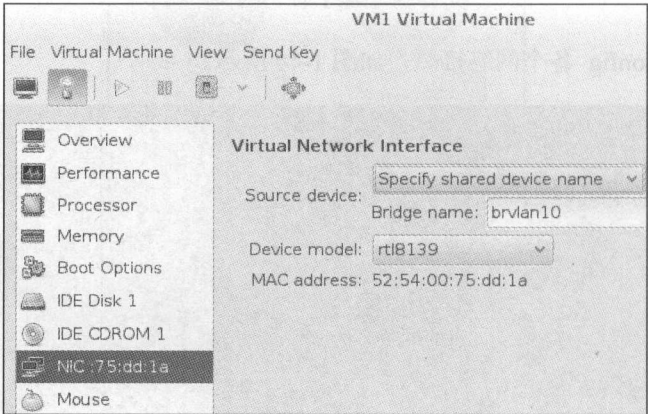 onfig
VM1 Virtual Machine
File Virtual Machine View Send Key
Overview
Performance
Processor
Memory
Boot Options
IDE Disk 1
IDE CDROM 1
NIC :75:dd:1a
Mouse
Virtual Network Interface
Source device:
Specify shared device name
Bridge name: brvlan10
Device model: rtl8139
MAC address: 52:54:00:75:dd:1a